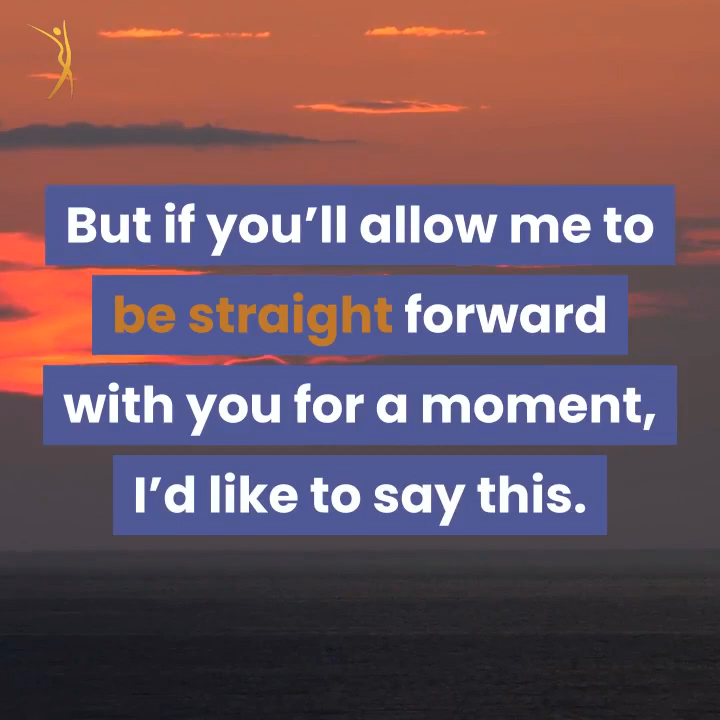 But if you’ll allow me to
be straight forward
with you for a moment,
I’d like to say this.